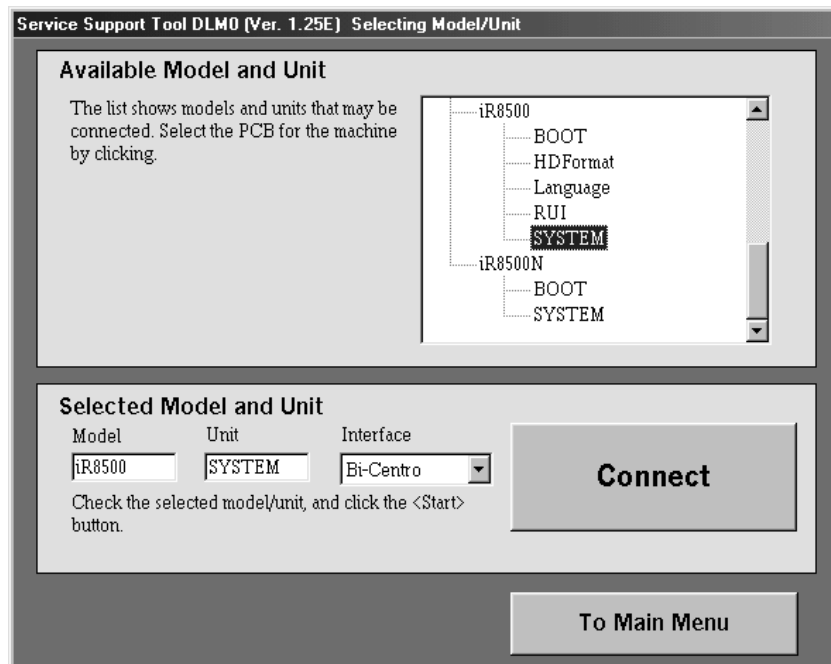 Service Support Tool DLM0 (Ver. 1.25E) Selecting Model/Unit
Available Model and Unit
The list shows models and units that may be
connected. Select the PCB for the machine
by clicking.
iR8500
BOOT
HDFormat
Language
RUI
SYSTEM
iR8500N
BOOT
SYSTEM
Selected Model and Unit
Model Unit Interface
iR8500 SYSTEM Bi-Centro
Check the selected model/unit, and click the <Start>
button.
Connect
To Main Menu